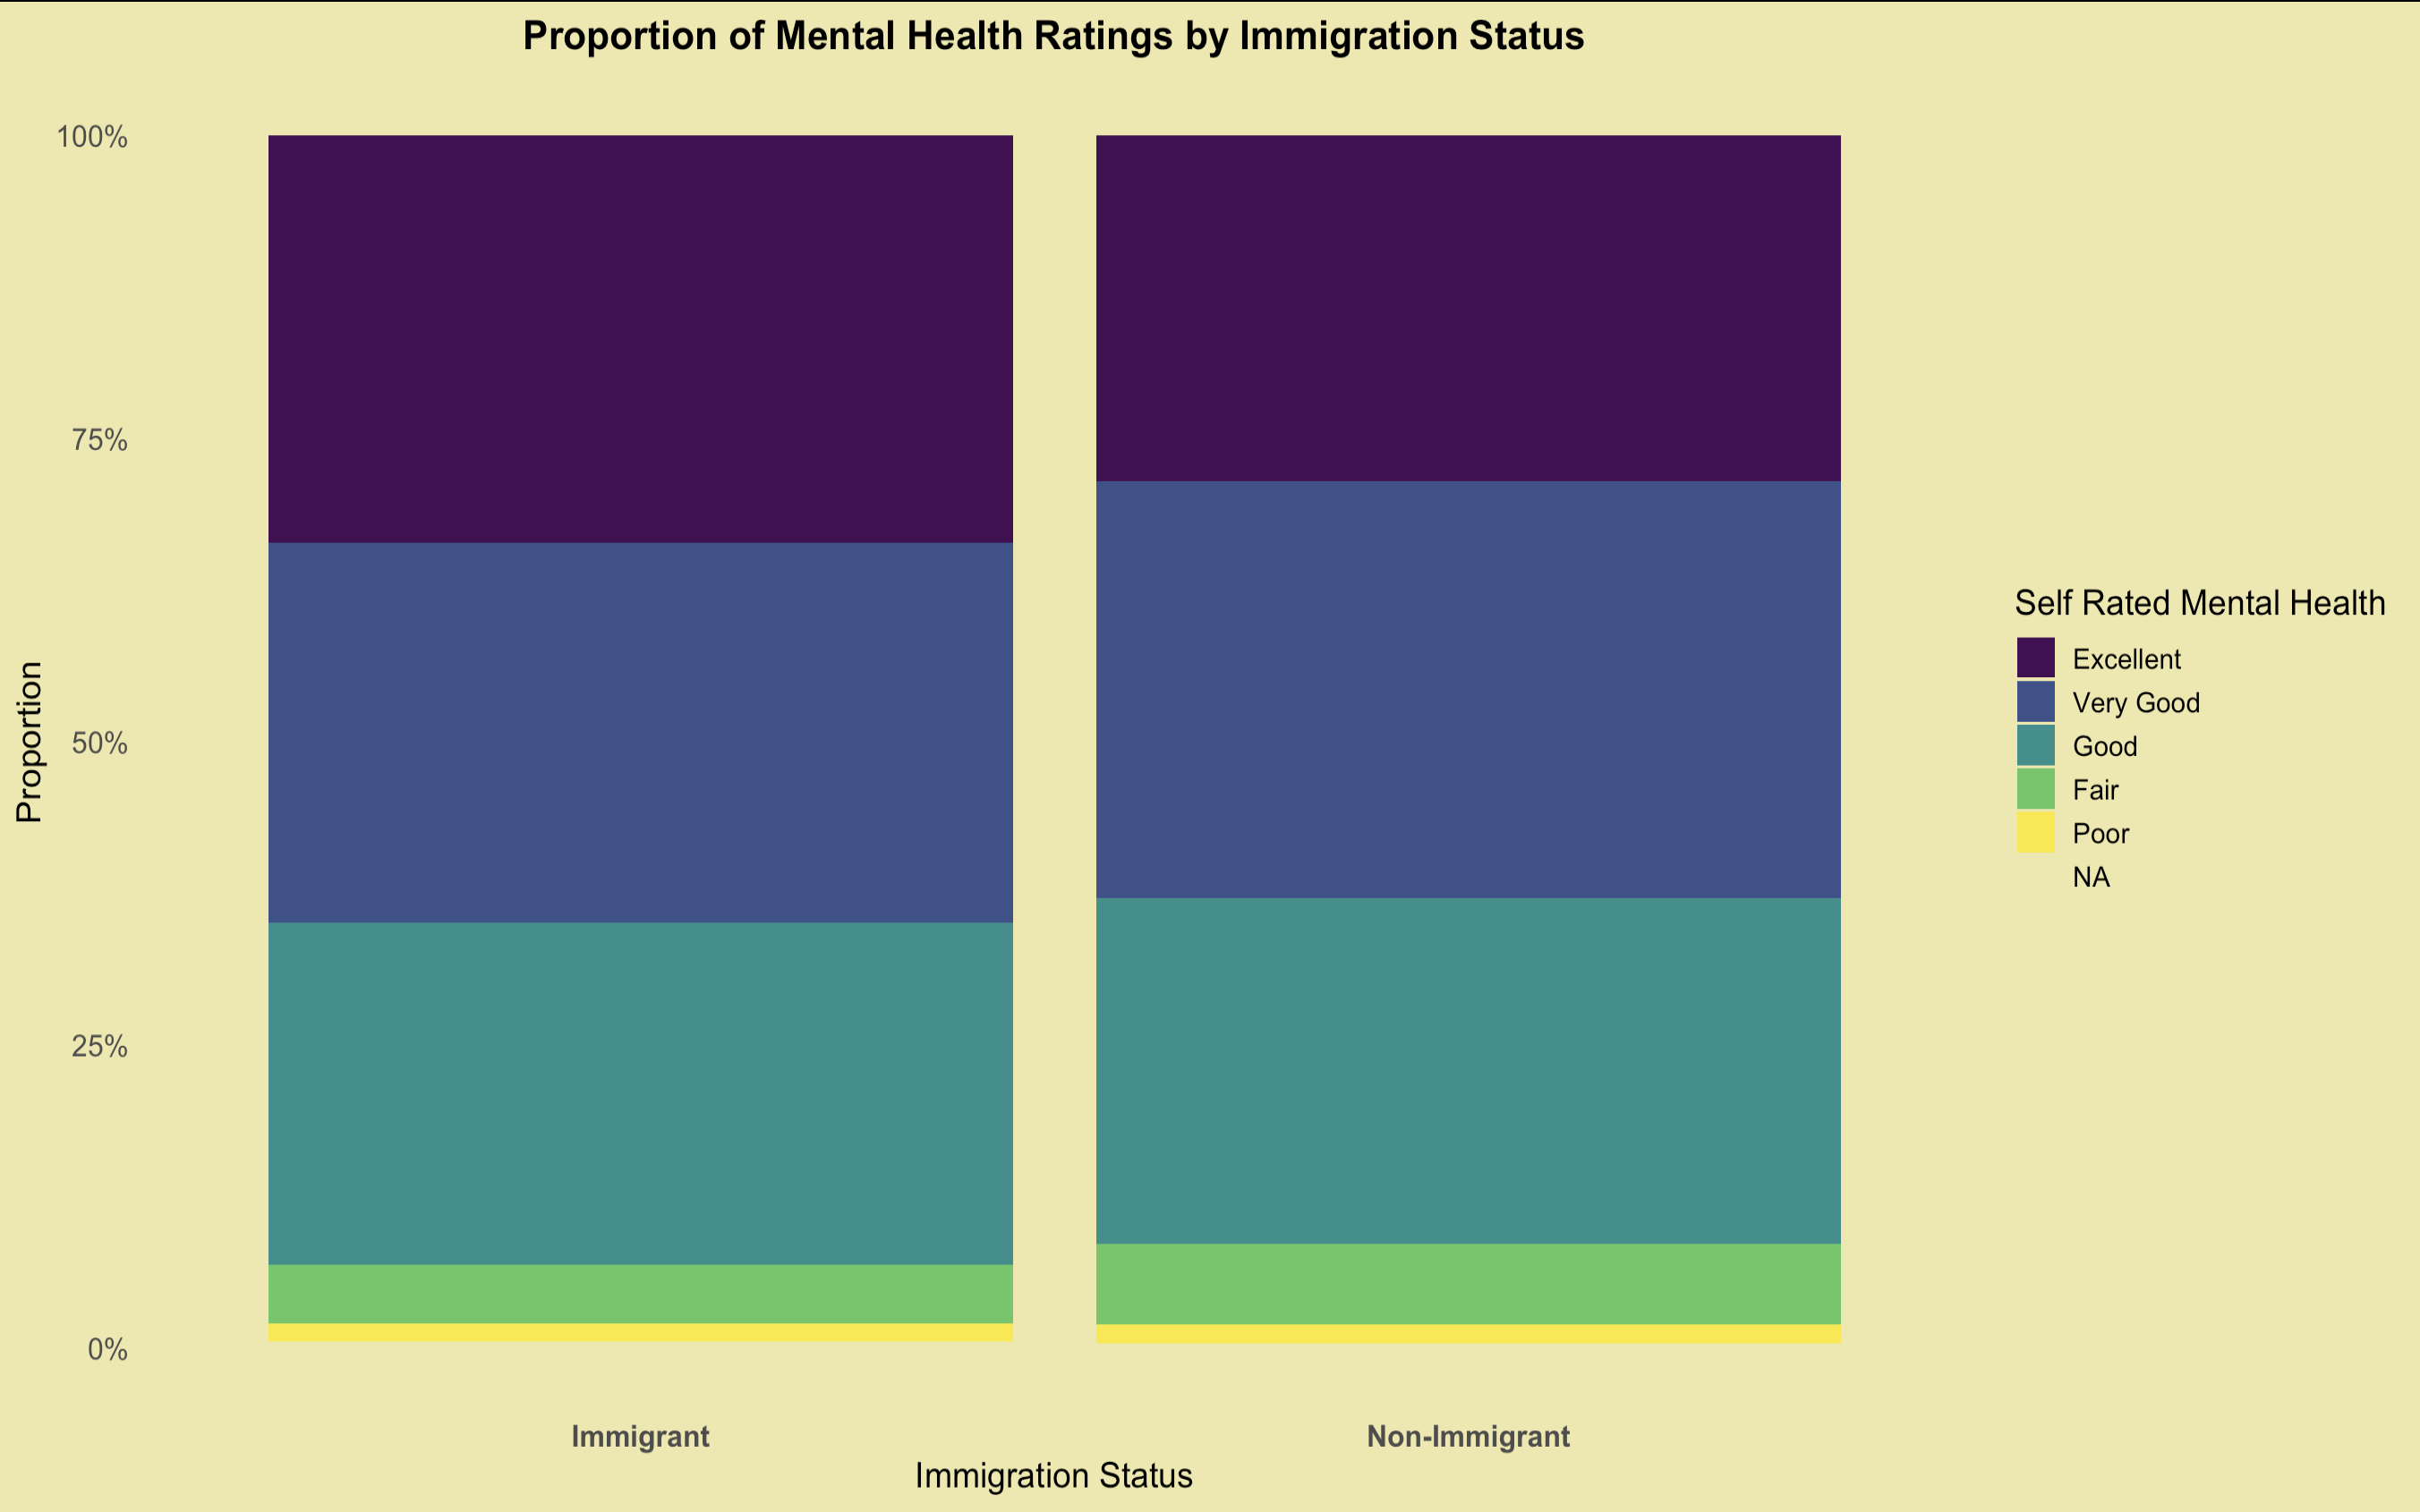 Proportion of Mental Health Ratings by Immigration Status
100%
75%
50%
25%
0%
Proportion
Immigrant
Non-Immigrant
Immigration Status
Self Rated Mental Health
Excellent
Very Good
Good
Fair
Poor
NA